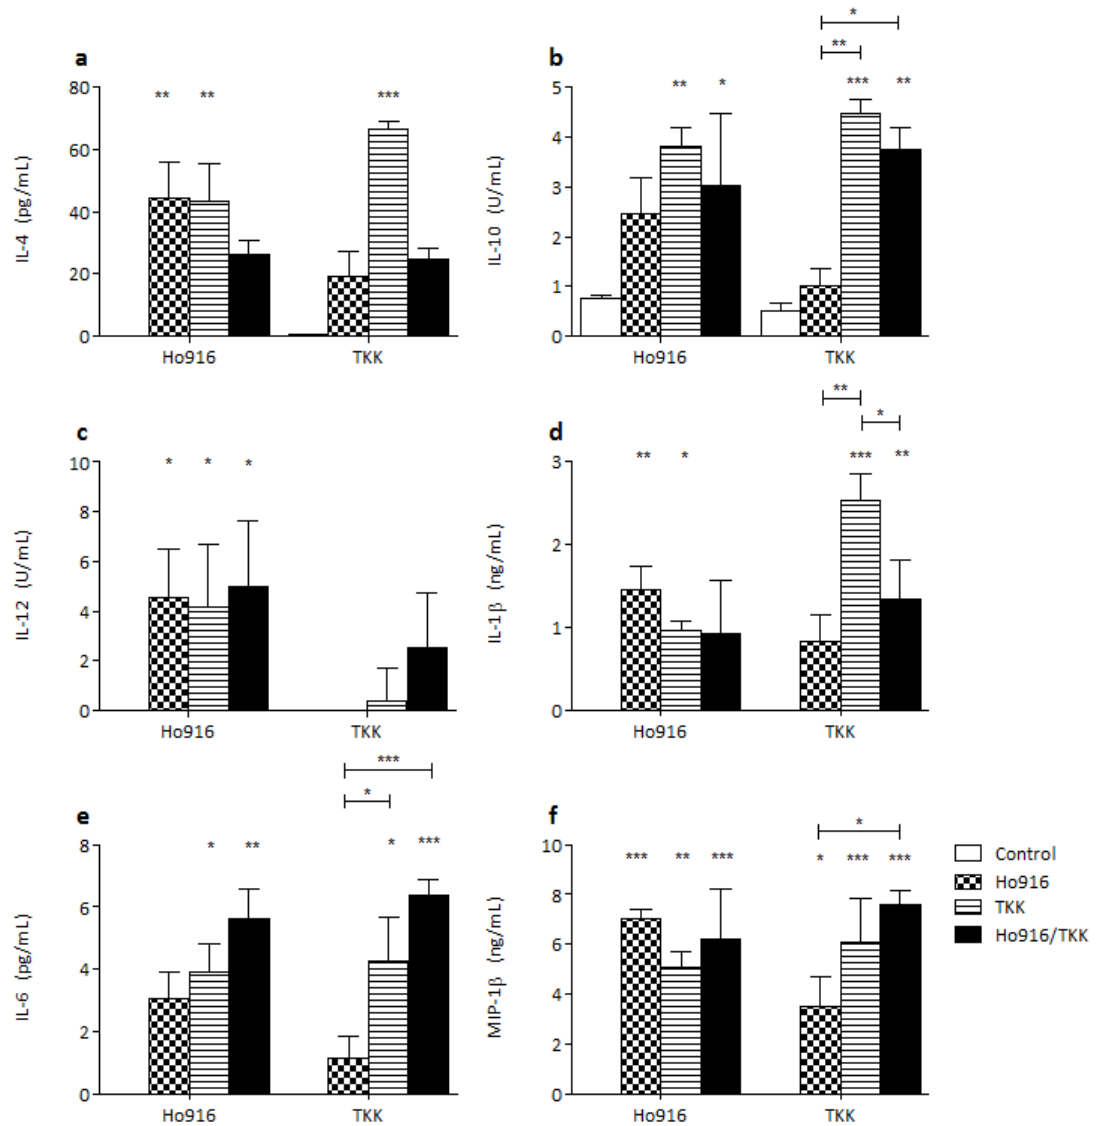 a
** ** ***
80
60
40
20
0
IL-4 (pg/mL)
Ho916 TKK
b
*
**
** * *** **
5
4
3
2
1
0
IL-10 (U/mL)
Ho916 TKK
c
* * *
10
8
6
4
2
0
IL-12 (U/mL)
Ho916 TKK
d
**
*
** * *** **
3
2
1
0
IL-1β (ng/mL)
Ho916 TKK
e
***
*
* ** * ***
8
6
4
2
0
IL-6 (pg/mL)
Ho916 TKK
f
*
*** ** *** * *** ***
10
8
6
4
2
0
MIP-1β (ng/mL)
Ho916 TKK
Control
Ho916
TKK
Ho916/TKK